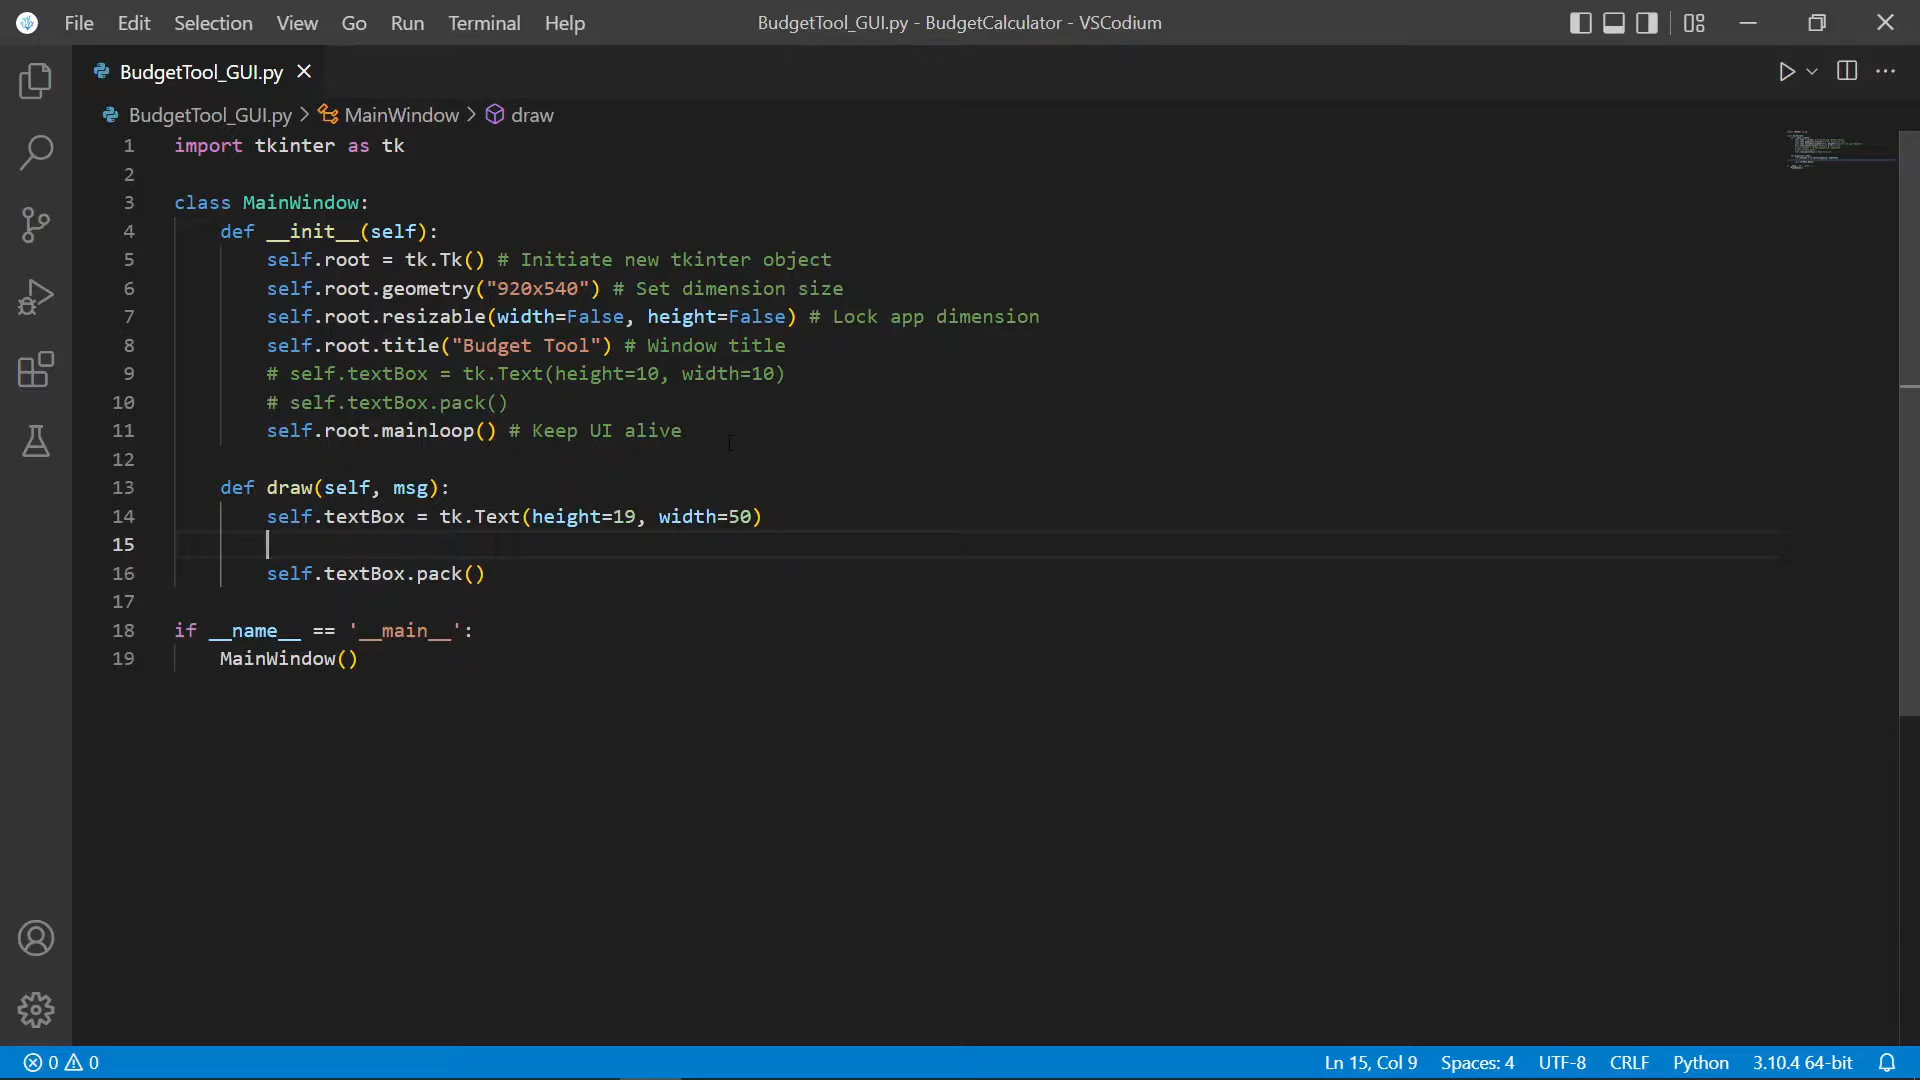 File Edit Selection View Go Run Terminal Help BudgetTool_GUI.py - BudgetCalculator - VSCodium
BudgetTool_GUI.py
BudgetTool_GUI.py > MainWindow > draw
1 import tkinter as tk
2
3 class MainWindow:
4     def __init__(self):
5         self.root = tk.Tk() # Initiate new tkinter object
6         self.root.geometry("920x540") # Set dimension size
7         self.root.resizable(width=False, height=False) # Lock app dimension
8         self.root.title("Budget Tool") # Window title
9         # self.textBox = tk.Text(height=10, width=10)
10         # self.textBox.pack()
11         self.root.mainloop() # Keep UI alive
12
13     def draw(self, msg):
14         self.textBox = tk.Text(height=19, width=50)
15
16         self.textBox.pack()
17
18 if __name__ == '__main__':
19     MainWindow()
0 0 Ln 15, Col 9 Spaces: 4 UTF-8 CRLF Python 3.10.4 64-bit